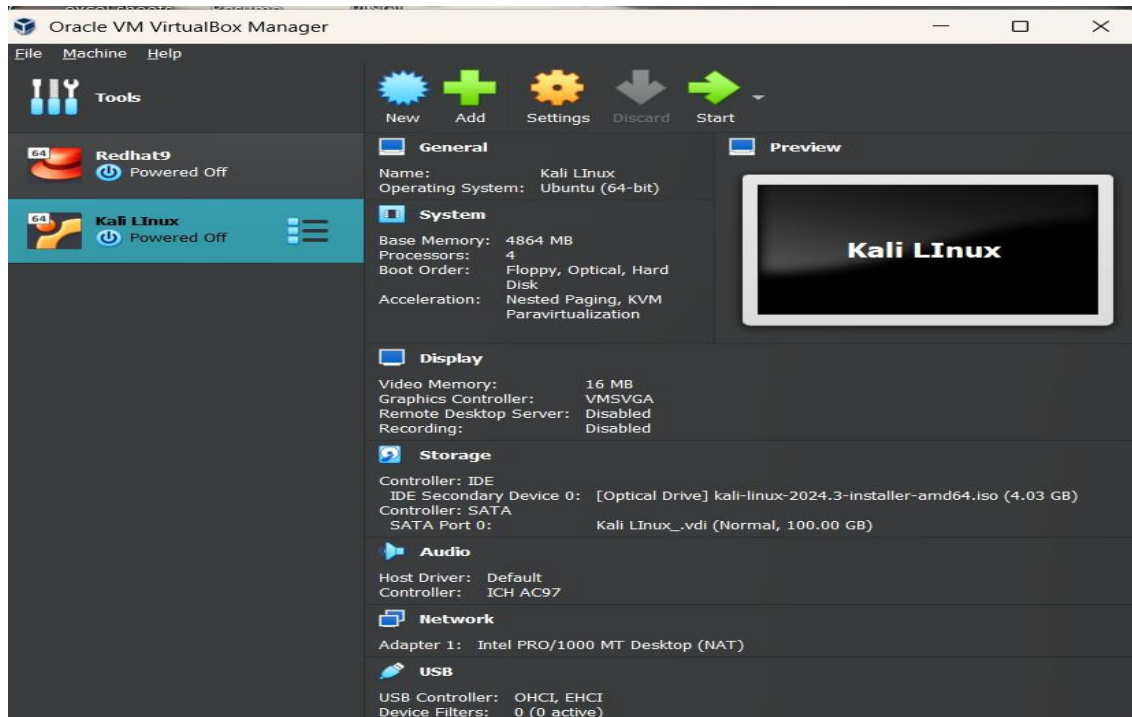 Oracle VM VirtualBox Manager
File Machine Help
Tools
New Add Settings Discard Start
64
Redhat9
Powered Off
64
Kali LInux
Powered Off
General
Name: Kali LInux
Operating System: Ubuntu (64-bit)
System
Base Memory: 4864 MB
Processors: 4
Boot Order: Floppy, Optical, Hard
Disk
Acceleration: Nested Paging, KVM
Paravirtualization
Preview
Kali LInux
Display
Video Memory: 16 MB
Graphics Controller: VMSVGA
Remote Desktop Server: Disabled
Recording: Disabled
Storage
Controller: IDE
IDE Secondary Device 0: [Optical Drive] kali-linux-2024.3-installer-amd64.iso (4.03 GB)
Controller: SATA
SATA Port 0: Kali LInux_.vdi (Normal, 100.00 GB)
Audio
Host Driver: Default
Controller: ICH AC97
Network
Adapter 1: Intel PRO/1000 MT Desktop (NAT)
USB
USB Controller: OHCI, EHCI
Device Filters: 0 (0 active)